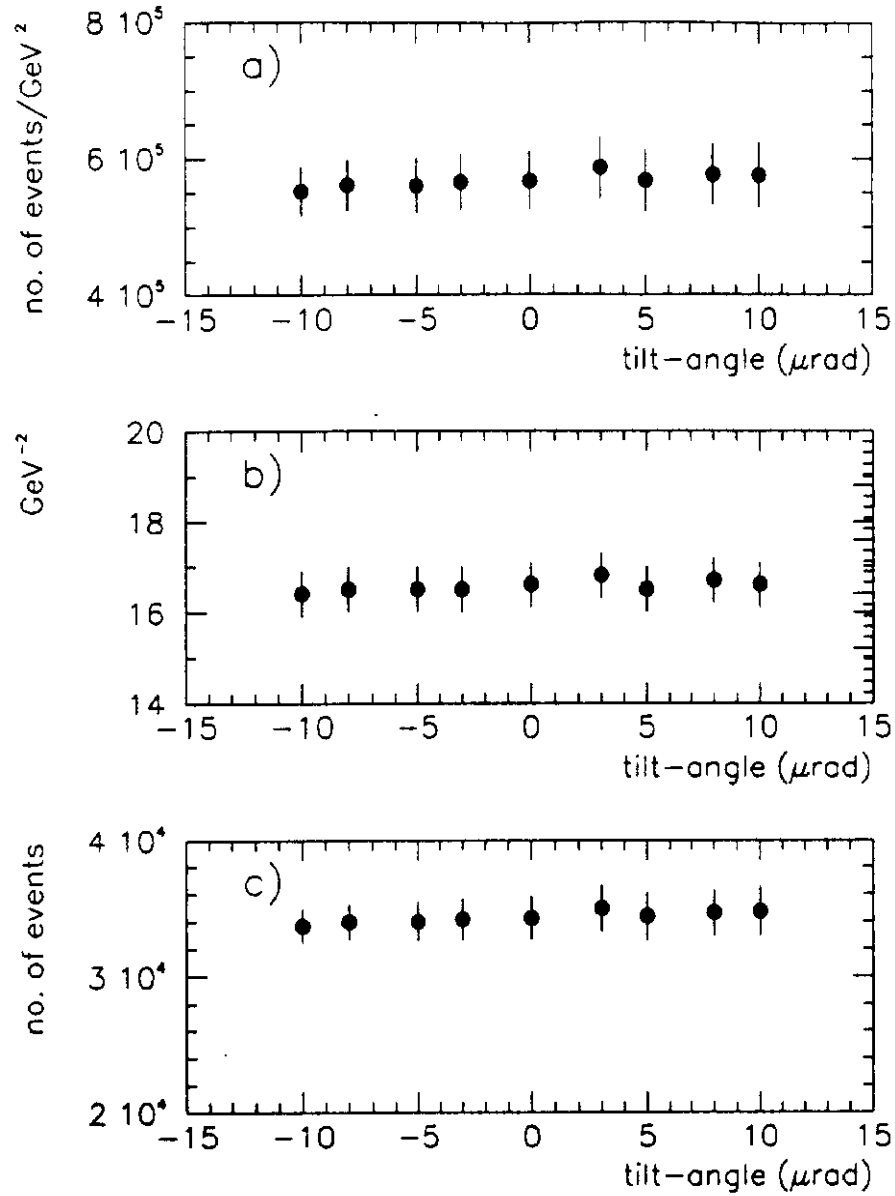 8 10⁵
a)
6 10⁵
4 10⁵
no. of events/GeV²
−15 −10 −5 0 5 10 15
tilt−angle (μrad)
20
b)
18
16
14
GeV⁻²
−15 −10 −5 0 5 10 15
tilt−angle (μrad)
4 10⁴
c)
3 10⁴
2 10⁴
no. of events
−15 −10 −5 0 5 10 15
tilt−angle (μrad)